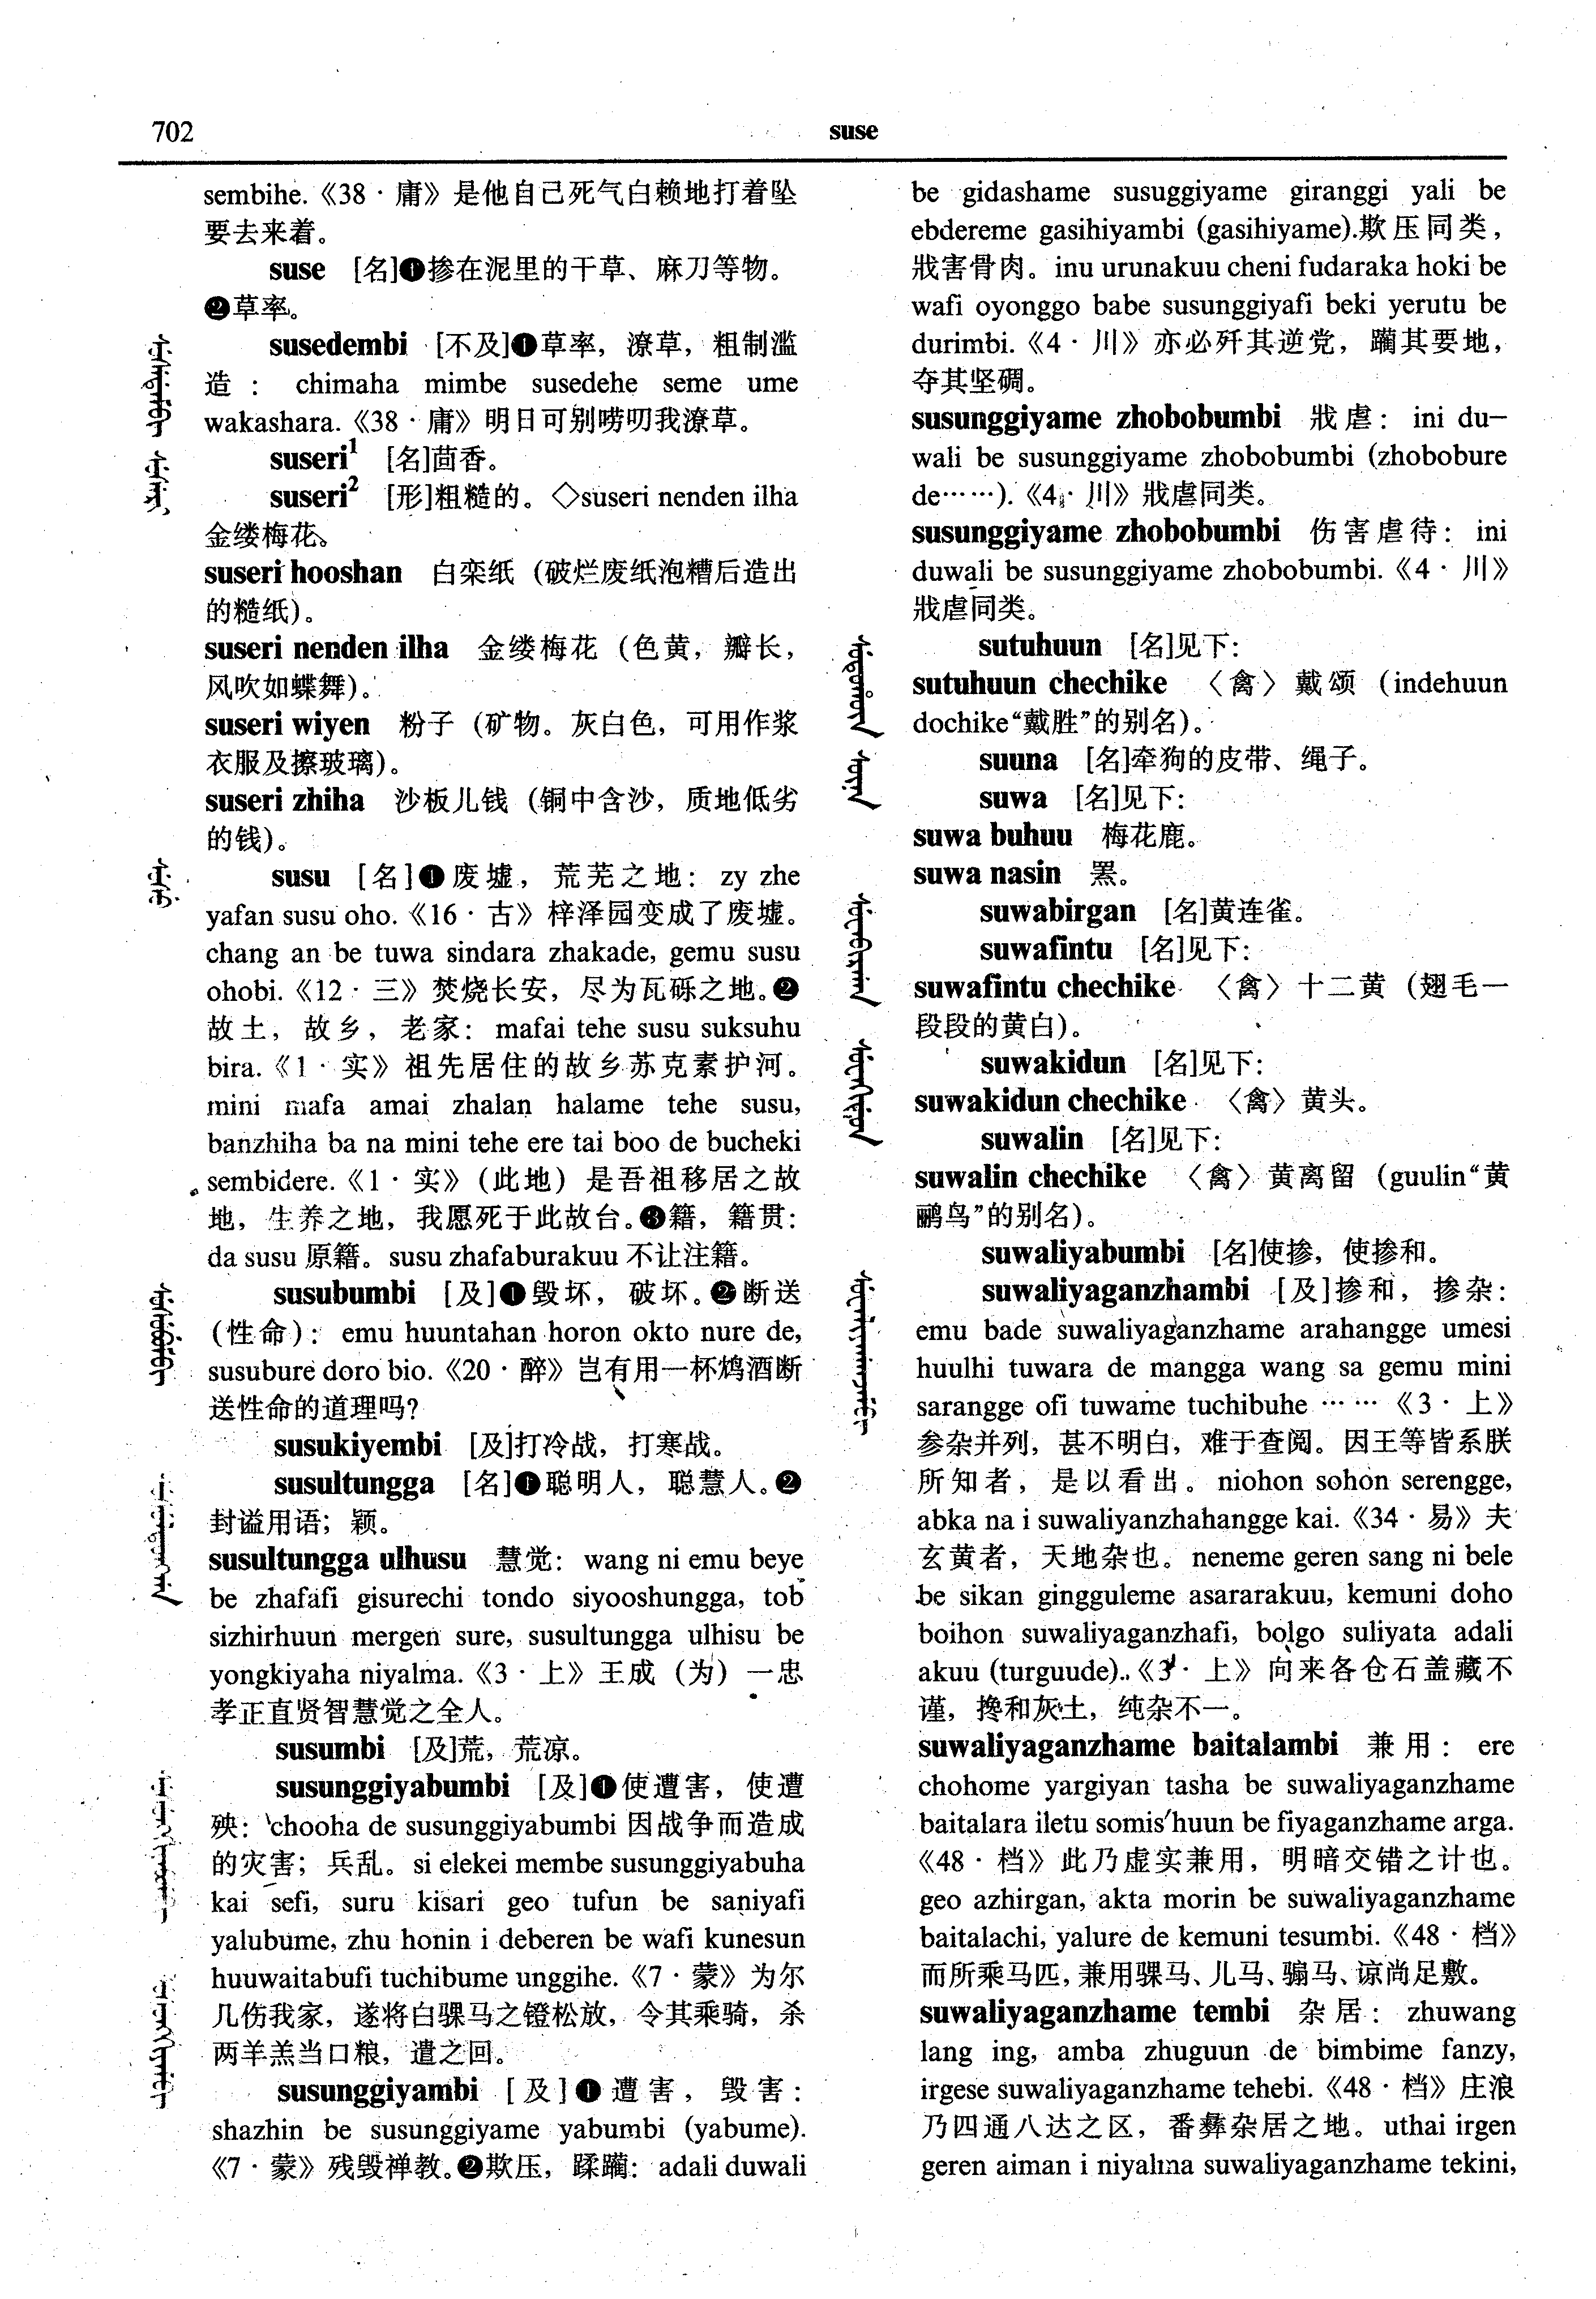 702
suse
sembihe.《38 · 庸》是他自己死气白赖地打着坠
要去来着。
suse [名]❶掺在泥里的干草、麻刀等物。
❷草率。
susedembi [不及]❶草率，潦草，粗制滥
造： chimaha mimbe susedehe seme ume
wakashara.《38 · 庸》明日可别唠叨我潦草。
suseri¹ [名]茴香。
suseri² [形]粗糙的。◇suseri nenden ilha
金缕梅花。
suseri hooshan 白栾纸（破烂废纸泡糟后造出
的糙纸）。
suseri nenden ilha 金缕梅花（色黄，瓣长，
风吹如蝶舞）。
suseri wiyen 粉子（矿物。灰白色，可用作浆
衣服及擦玻璃）。
suseri zhiha 沙板儿钱（铜中含沙，质地低劣
的钱）。
susu [名]❶废墟，荒芜之地：zy zhe
yafan susu oho.《16 · 古》梓泽园变成了废墟。
chang an be tuwa sindara zhakade, gemu susu
ohobi.《12 · 三》焚烧长安，尽为瓦砾之地。❷
故土，故乡，老家：mafai tehe susu suksuhu
bira.《1 · 实》祖先居住的故乡苏克素护河。
mini mafa amai zhalan halame tehe susu,
banzhiha ba na mini tehe ere tai boo de bucheki
sembidere.《1 · 实》（此地）是吾祖移居之故
地，生养之地，我愿死于此故台。❸籍，籍贯：
da susu 原籍。susu zhafaburakuu 不让注籍。
susubumbi [及]❶毁坏，破坏。❷断送
（性命）：emu huuntahan horon okto nure de,
susubure doro bio.《20 · 醉》岂有用一杯鸩酒断
送性命的道理吗?
susukiyembi [及]打冷战，打寒战。
susultungga [名]❶聪明人，聪慧人。❷
封谥用语；颖。
susultungga ulhusu 慧觉：wang ni emu beye
be zhafafi gisurechi tondo siyooshungga, tob
sizhirhuun mergen sure, susultungga ulhisu be
yongkiyaha niyalma.《3 · 上》王成（为）一忠
孝正直贤智慧觉之全人。
susumbi [及]荒，荒凉。
susunggiyabumbi [及]❶使遭害，使遭
殃：chooha de susunggiyabumbi 因战争而造成
的灾害；兵乱。si elekei membe susunggiyabuha
kai sefi, suru kisari geo tufun be saniyafi
yalubume, zhu honin i deberen be wafi kunesun
huuwaitabufi tuchibume unggihe.《7 · 蒙》为尔
几伤我家，遂将白骒马之镫松放，令其乘骑，杀
两羊羔当口粮，遣之回。
susunggiyambi [及]❶遭害，毁害：
shazhin be susunggiyame yabumbi (yabume).
《7 · 蒙》残毁禅教。❷欺压，蹂躏：adali duwali
be gidashame susuggiyame giranggi yali be
ebdereme gasihiyambi (gasihiyame).欺压同类，
戕害骨肉。inu urunakuu cheni fudaraka hoki be
wafi oyonggo babe susunggiyafi beki yerutu be
durimbi.《4 · 川》亦必歼其逆党，躏其要地，
夺其坚碉。
susunggiyame zhobobumbi 戕虐：ini du-
wali be susunggiyame zhobobumbi (zhobobure
de……).《4 · 川》戕虐同类。
susunggiyame zhobobumbi 伤害虐待：ini
duwali be susunggiyame zhobobumbi.《4 · 川》
戕虐同类。
sutuhuun [名]见下：
sutuhuun chechike 〈禽〉戴颂（indehuun
dochike“戴胜”的别名）。
suuna [名]牵狗的皮带、绳子。
suwa [名]见下：
suwa buhuu 梅花鹿。
suwa nasin 罴。
suwabirgan [名]黄连雀。
suwafintu [名]见下：
suwafintu chechike 〈禽〉十二黄（翅毛一
段段的黄白）。
suwakidun [名]见下：
suwakidun chechike 〈禽〉黄头。
suwalin [名]见下：
suwalin chechike 〈禽〉黄离留（guulin“黄
鹂鸟”的别名）。
suwaliyabumbi [名]使掺，使掺和。
suwaliyaganzhambi [及]掺和，掺杂：
emu bade suwaliyaganzhame arahangge umesi
huulhi tuwara de mangga wang sa gemu mini
sarangge ofi tuwame tuchibuhe ……《3 · 上》
参杂并列，甚不明白，难于查阅。因王等皆系朕
所知者，是以看出。niohon sohon serengge,
abka na i suwaliyanzhahangge kai.《34 · 易》夫
玄黄者，天地杂也。neneme geren sang ni bele
be sikan gingguleme asararakuu, kemuni doho
boihon suwaliyaganzhafi, bolgo suliyata adali
akuu (turguude)..《3 · 上》向来各仓石盖藏不
谨，搀和灰土，纯杂不一。
suwaliyaganzhame baitalambi 兼用：ere
chohome yargiyan tasha be suwaliyaganzhame
baitalara iletu somis′huun be fiyaganzhame arga.
《48 · 档》此乃虚实兼用，明暗交错之计也。
geo azhirgan, akta morin be suwaliyaganzhame
baitalachi, yalure de kemuni tesumbi.《48 · 档》
而所乘马匹，兼用骒马、儿马、骟马、谅尚足敷。
suwaliyaganzhame tembi 杂居：zhuwang
lang ing, amba zhuguun de bimbime fanzy,
irgese suwaliyaganzhame tehebi.《48 · 档》庄浪
乃四通八达之区，番彝杂居之地。uthai irgen
geren aiman i niyalma suwaliyaganzhame tekini,